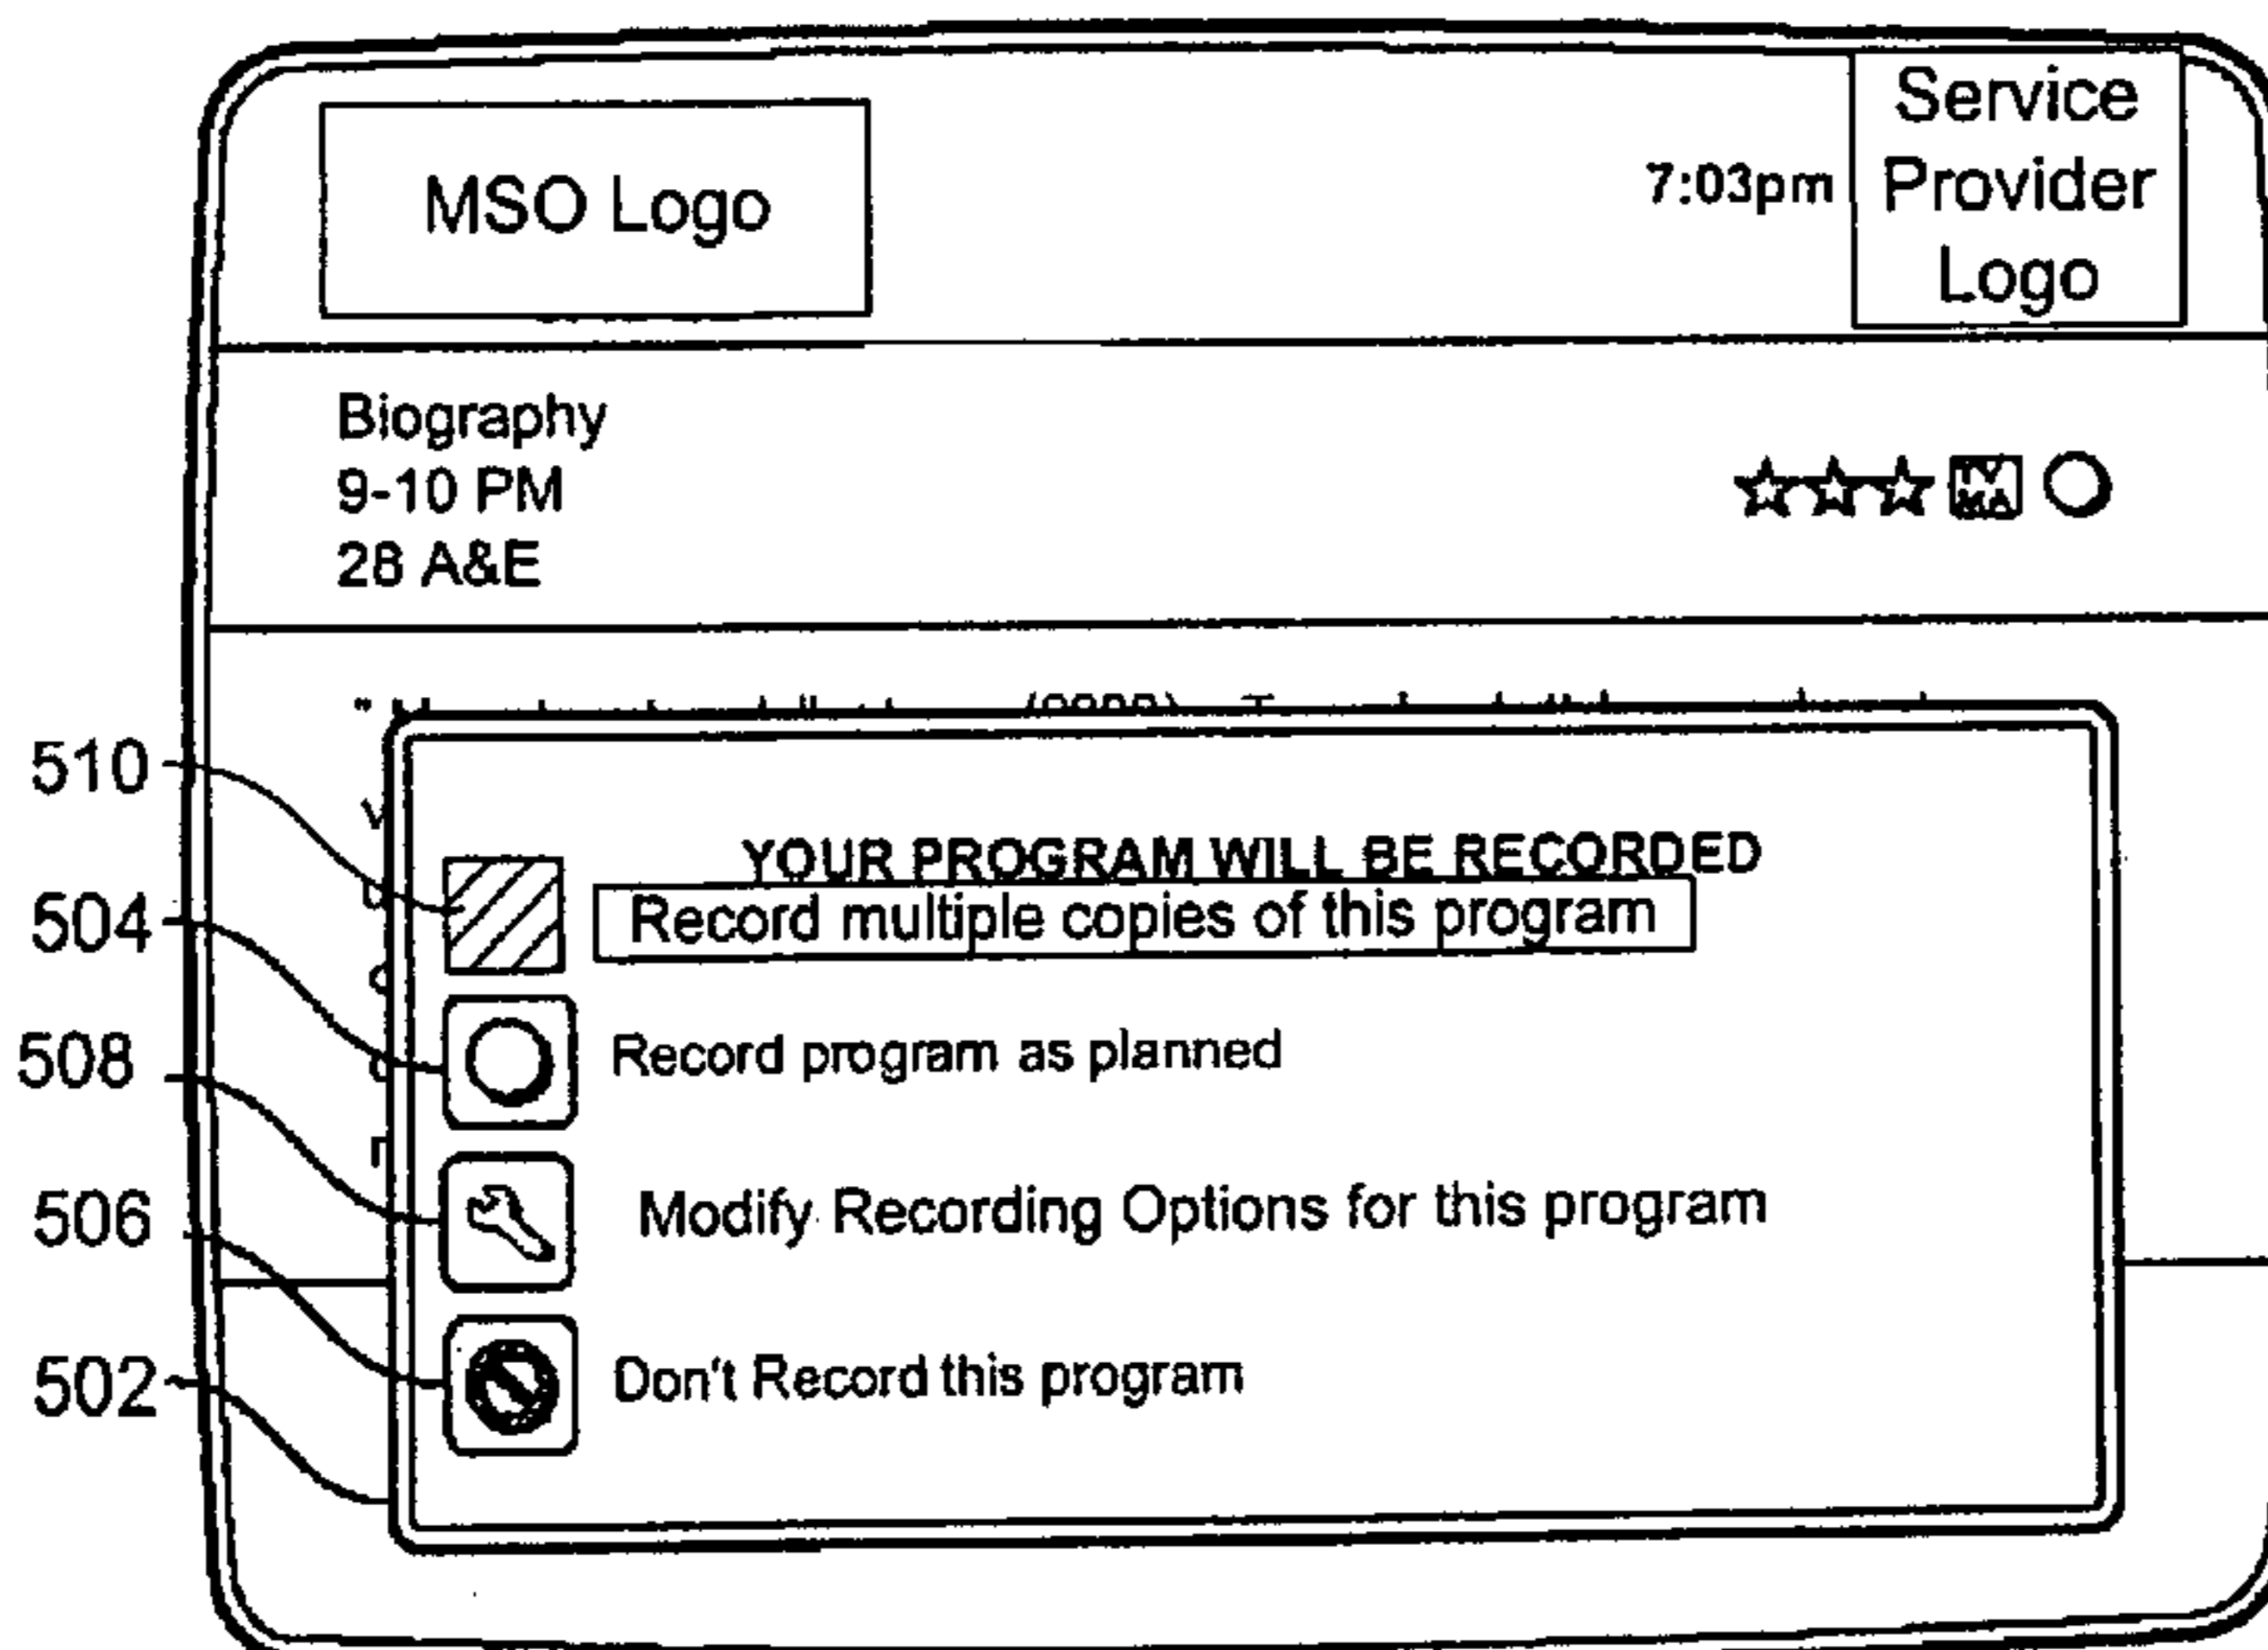 MSO Logo
7:03pm
Service
Provider
Logo
Biography
9-10 PM
28 A&E
TV
MA
510
YOUR PROGRAM WILL BE RECORDED
504
Record multiple copies of this program
508
Record program as planned
506
Modify Recording Options for this program
502
Don't Record this program